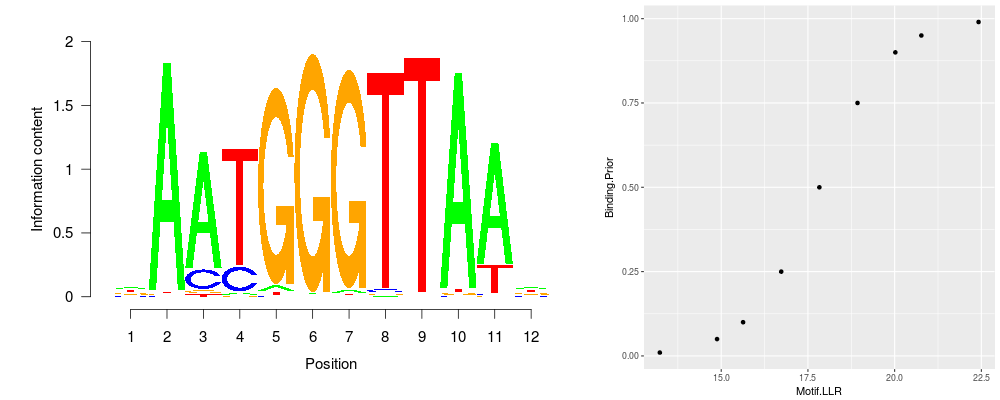 Information content
2
1.5
1
0.5
0
AATGGGTTAA
CC
T
1 2 3 4 5 6 7 8 9 10 11 12
Position
Binding.Prior
1.00
0.75
0.50
0.25
0.00
15.0 17.5 20.0 22.5
Motif.LLR